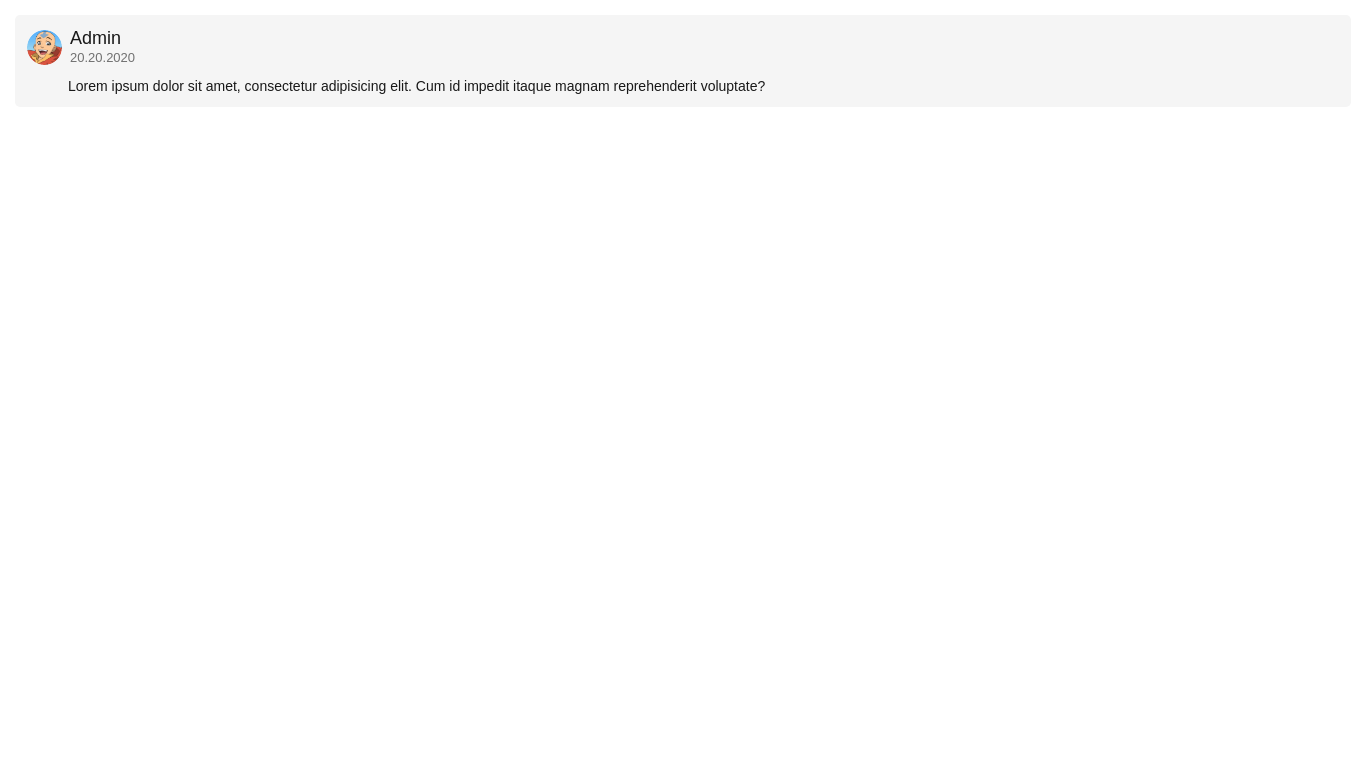 Admin
20.20.2020
Lorem ipsum dolor sit amet, consectetur adipisicing elit. Cum id impedit itaque magnam reprehenderit voluptate?